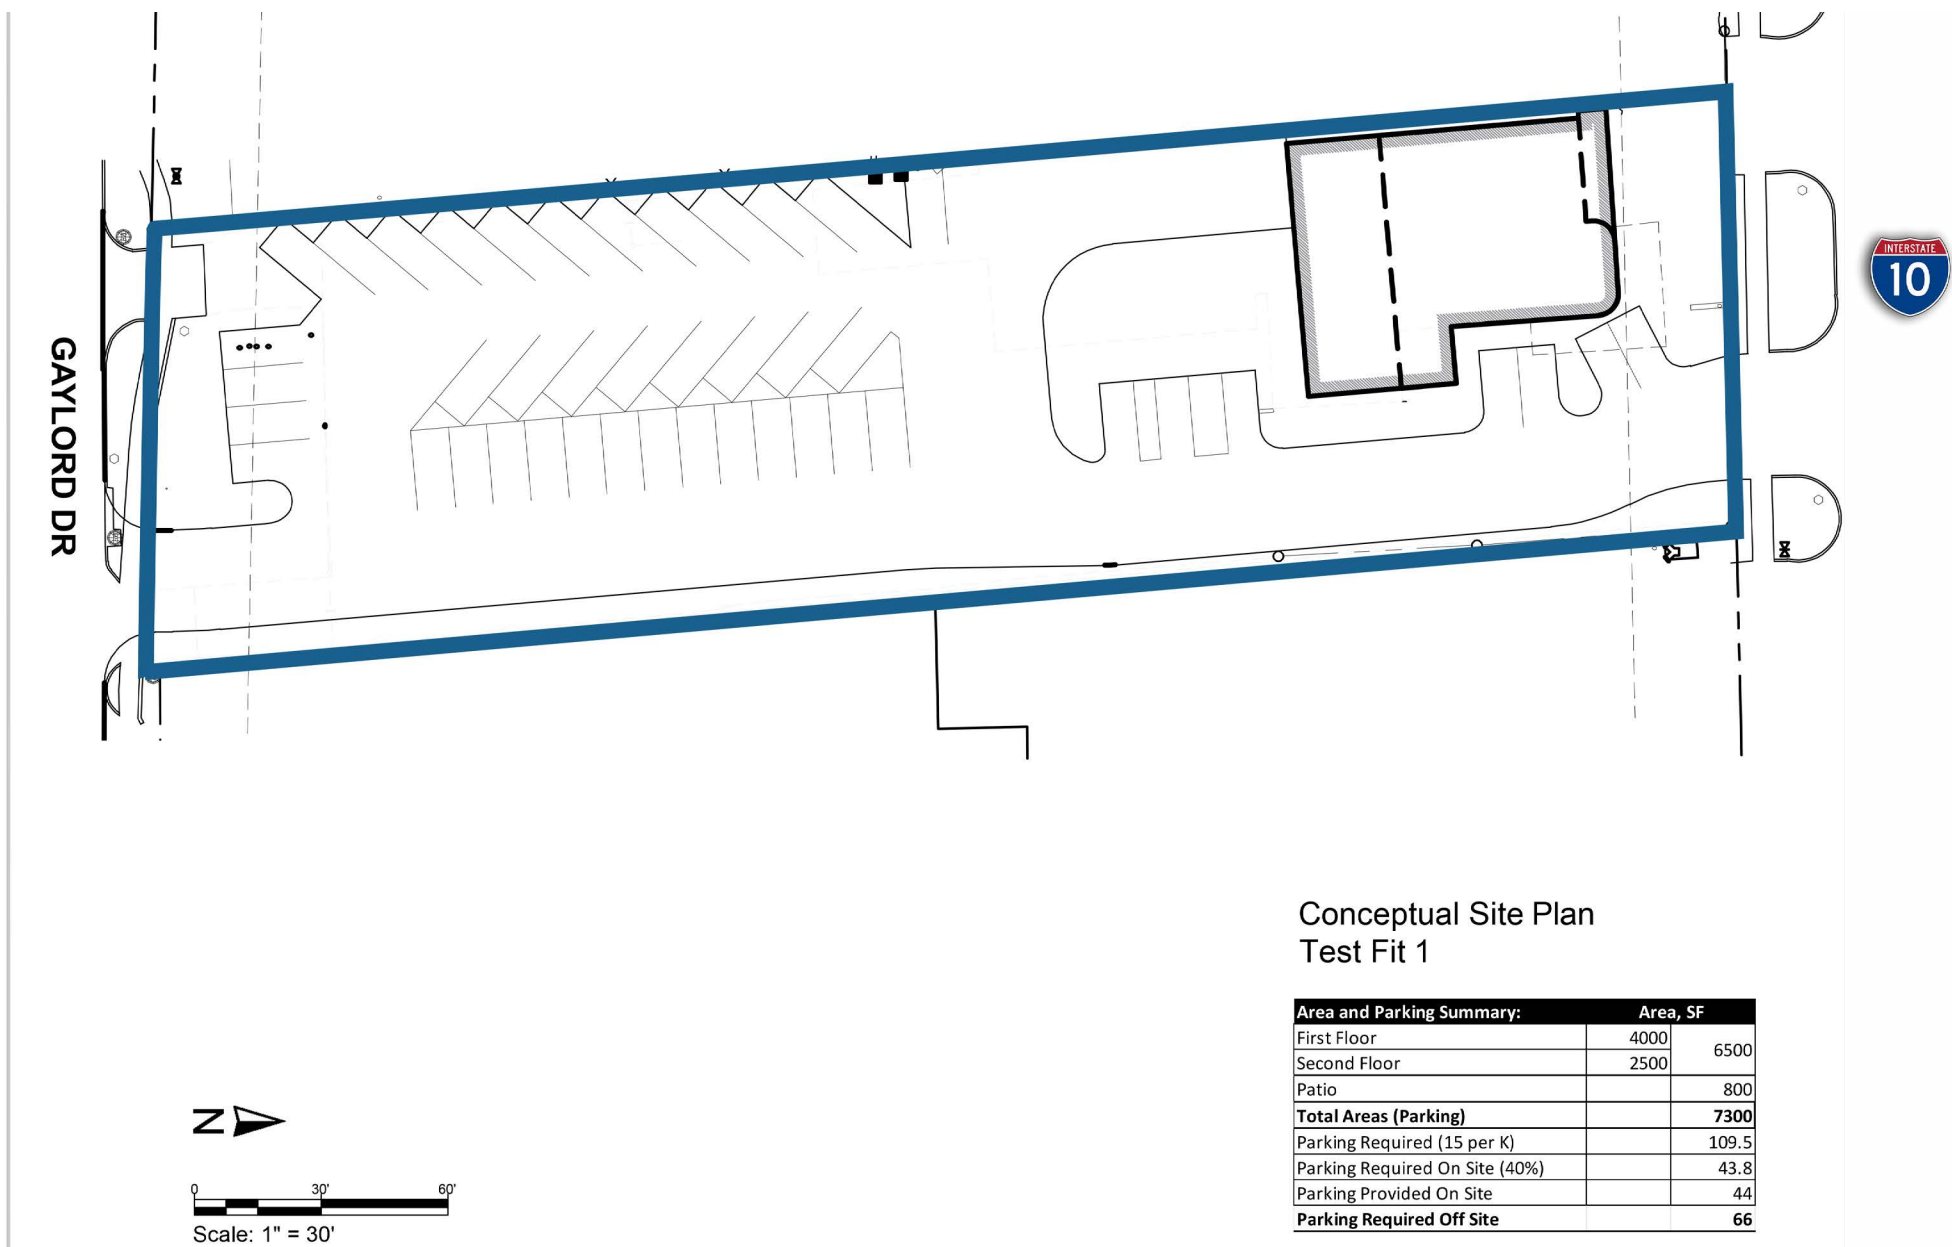 GAYLORD DR
INTERSTATE
10
Conceptual Site Plan
Test Fit 1
Area and Parking Summary: Area, SF
First Floor 4000
6500
Second Floor 2500
Patio 800
Total Areas (Parking) 7300
Parking Required (15 per K) 109.5
Parking Required On Site (40%) 43.8
Parking Provided On Site 44
Parking Required Off Site 66
N
0 30' 60'
Scale: 1" = 30'